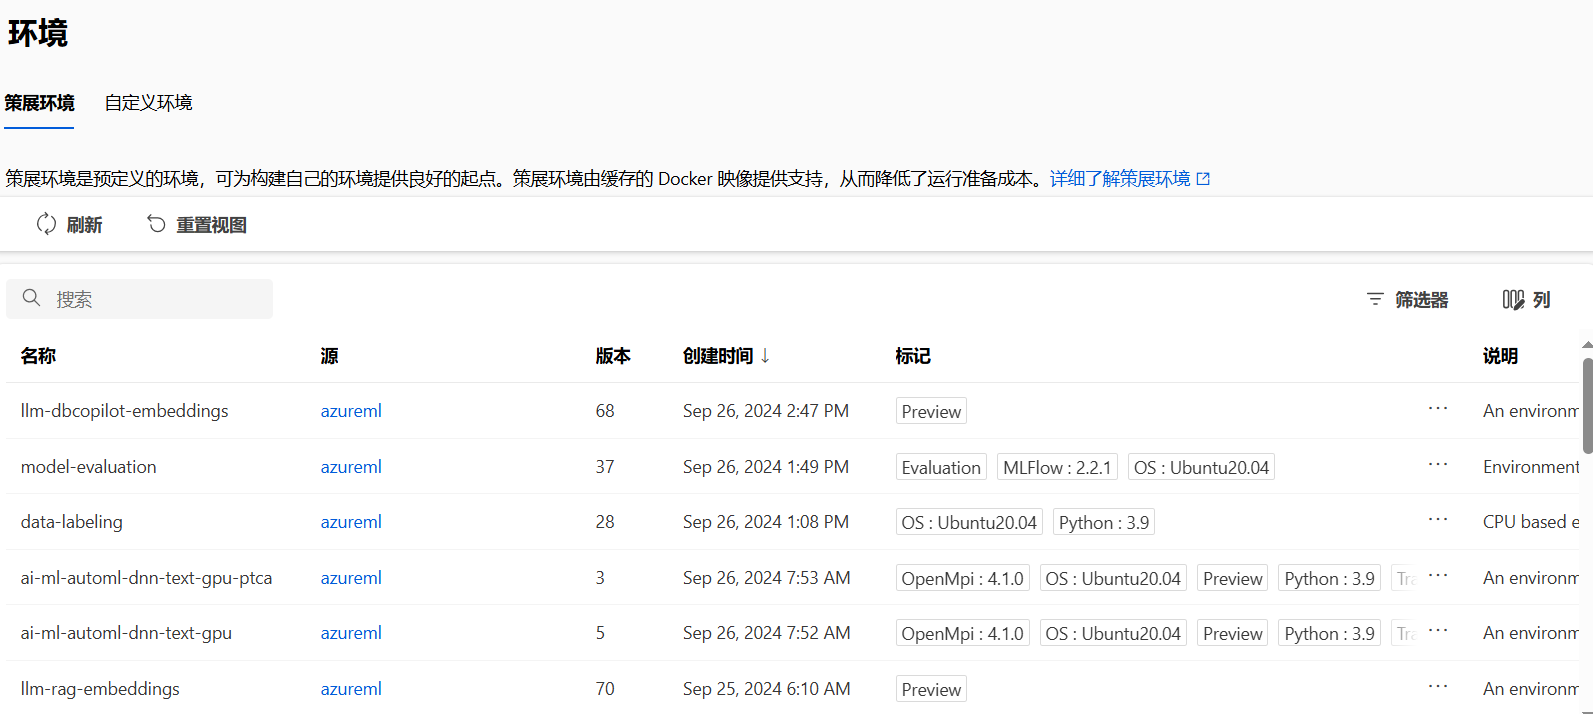 环境
策展环境 自定义环境
策展环境是预定义的环境，可为构建自己的环境提供良好的起点。策展环境由缓存的 Docker 映像提供支持，从而降低了运行准备成本。详细了解策展环境
刷新 重置视图
搜索 筛选器 列
名称 源 版本 创建时间 ↓ 标记 说明
llm-dbcopilot-embeddings azureml 68 Sep 26, 2024 2:47 PM Preview ··· An environm
model-evaluation azureml 37 Sep 26, 2024 1:49 PM Evaluation MLFlow : 2.2.1 OS : Ubuntu20.04 ··· Environment
data-labeling azureml 28 Sep 26, 2024 1:08 PM OS : Ubuntu20.04 Python : 3.9 ··· CPU based e
ai-ml-automl-dnn-text-gpu-ptca azureml 3 Sep 26, 2024 7:53 AM OpenMpi : 4.1.0 OS : Ubuntu20.04 Preview Python : 3.9 Tra ··· An environm
ai-ml-automl-dnn-text-gpu azureml 5 Sep 26, 2024 7:52 AM OpenMpi : 4.1.0 OS : Ubuntu20.04 Preview Python : 3.9 Tra ··· An environm
llm-rag-embeddings azureml 70 Sep 25, 2024 6:10 AM Preview ··· An environm